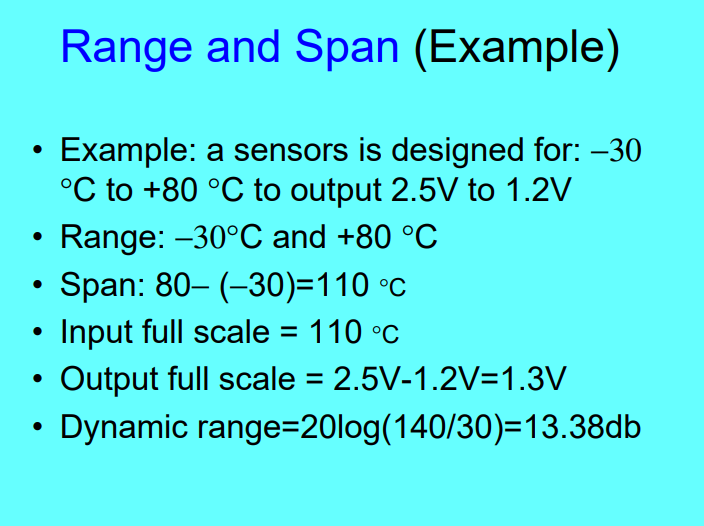 Range and Span (Example)
• Example: a sensors is designed for: −30
°C to +80 °C to output 2.5V to 1.2V
• Range: −30°C and +80 °C
• Span: 80– (−30)=110 °C
• Input full scale = 110 °C
• Output full scale = 2.5V-1.2V=1.3V
• Dynamic range=20log(140/30)=13.38db